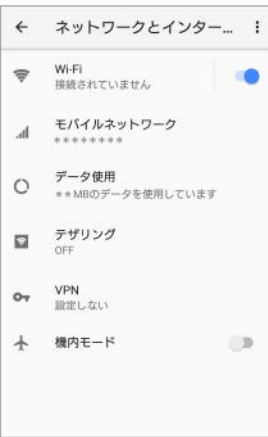 ネットワークとインター...
Wi-Fi
接続されていません
モバイルネットワーク
********
データ使用
**MBのデータを使用しています
テザリング
OFF
VPN
設定しない
機内モード